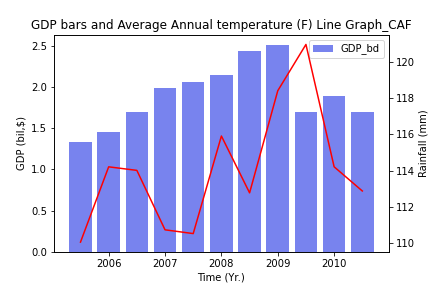 GDP bars and Average Annual temperature (F) Line Graph_CAF
GDP_bd
GDP (bil,$)
2.5
2.0
1.5
1.0
0.5
0.0
120
118
116
114
112
110
Rainfall (mm)
2006 2007 2008 2009 2010
Time (Yr.)